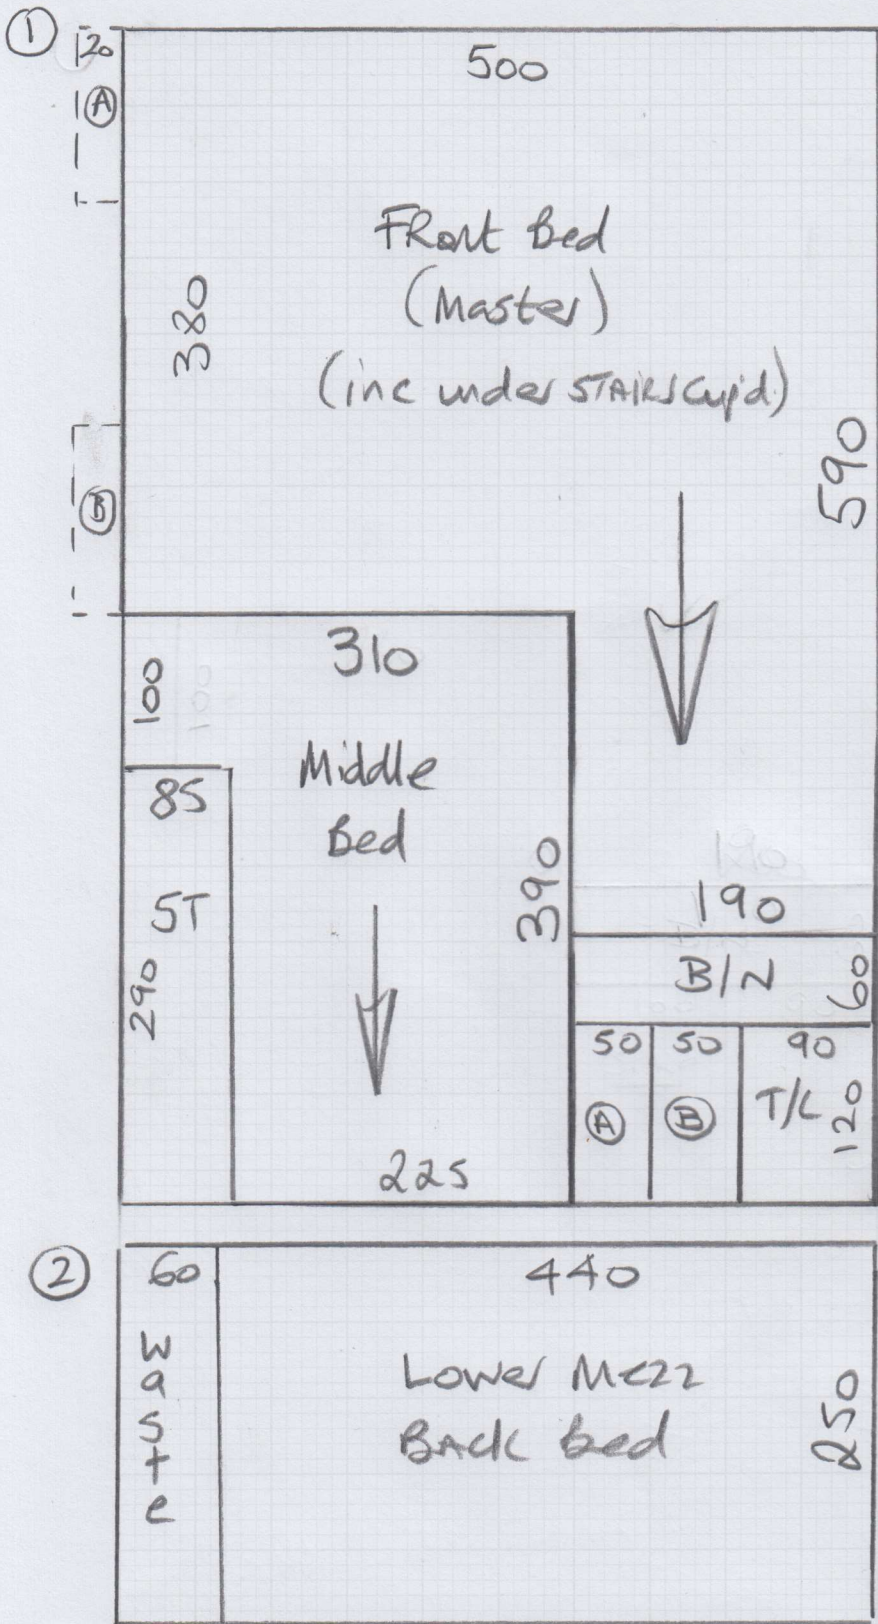 ①
20
500
Ⓐ
FRont Bed
(Master)
380
(inc under STAIRS Cup'd)
590
Ⓑ
310
100
Middle
Bed
85
390
ST
190
290
B/N
60
50
50
90
Ⓐ
Ⓑ
T/L
120
225
②
60
440
Waste
Lower Mezz
BACK Bed
250